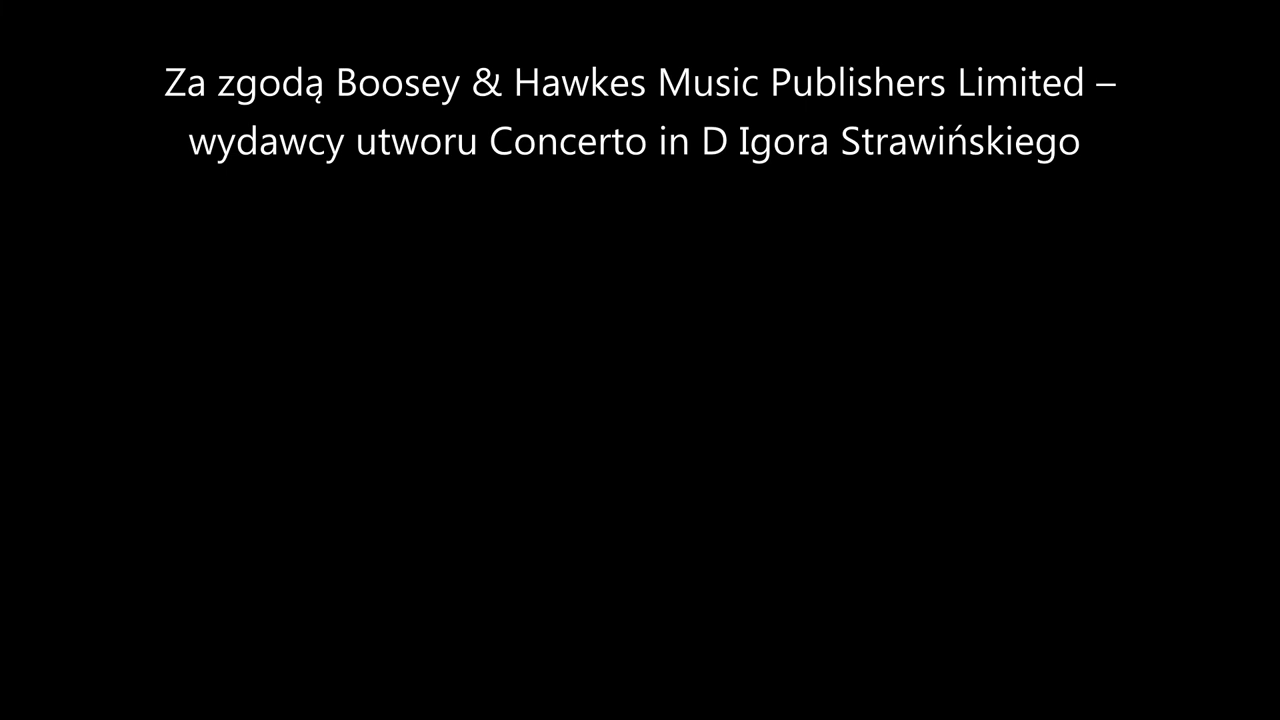 Za zgodą Boosey & Hawkes Music Publishers Limited –
wydawcy utworu Concerto in D Igora Strawińskiego